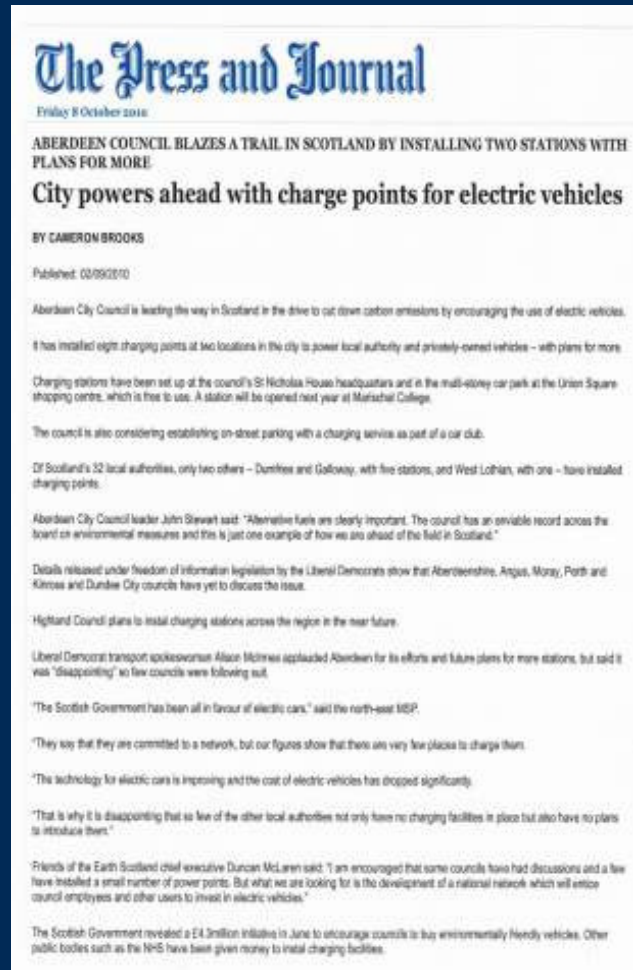 The Press and Journal
Friday 8 October 2010
ABERDEEN COUNCIL BLAZES A TRAIL IN SCOTLAND BY INSTALLING TWO STATIONS WITH
PLANS FOR MORE
City powers ahead with charge points for electric vehicles
BY CAMERON BROOKS
Published: 02/09/2010
Aberdeen City Council is leading the way in Scotland in the drive to cut down carbon emissions by encouraging the use of electric vehicles.
It has installed eight charging points at two locations in the city to power local authority and privately-owned vehicles – with plans for more.
Charging stations have been set up at the council's St Nicholas House headquarters and in the multi-storey car park at the Union Square
shopping centre, which is free to use. A station will be opened next year at Marischal College.
The council is also considering establishing on-street parking with a charging service as part of a car club.
Of Scotland's 32 local authorities, only two others – Dumfries and Galloway, with five stations, and West Lothian, with one – have installed
charging points.
Aberdeen City Council leader John Stewart said: "Alternative fuels are clearly important. The council has an enviable record across the
board on environmental measures and this is just one example of how we are ahead of the field in Scotland."
Details released under freedom of information legislation by the Liberal Democrats show that Aberdeenshire, Angus, Moray, Perth and
Kinross and Dundee City councils have yet to discuss the issue.
Highland Council plans to instal charging stations across the region in the near future.
Liberal Democrat transport spokeswoman Alison McInnes applauded Aberdeen for its efforts and future plans for more stations, but said it
was "disappointing" so few councils were following suit.
"The Scottish Government has been all in favour of electric cars," said the north-east MSP.
"They say that they are committed to a network, but our figures show that there are very few places to charge them.
"The technology for electric cars is improving and the cost of electric vehicles has dropped significantly.
"That is why it is disappointing that so few of the other local authorities not only have no charging facilities in place but also have no plans
to introduce them."
Friends of the Earth Scotland chief executive Duncan McLaren said: "I am encouraged that some councils have had discussions and a few
have installed a small number of power points. But what we are looking for is the development of a national network which will entice
council employees and other users to invest in electric vehicles."
The Scottish Government revealed a £4.3million initiative in June to encourage councils to buy environmentally friendly vehicles. Other
public bodies such as the NHS have been given money to instal charging facilities.